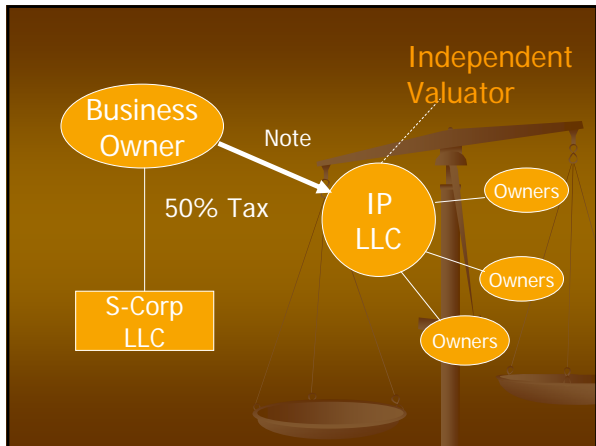 Independent
Valuator
Business
Owner
Note
50% Tax
IP
LLC
Owners
Owners
Owners
S-Corp
LLC